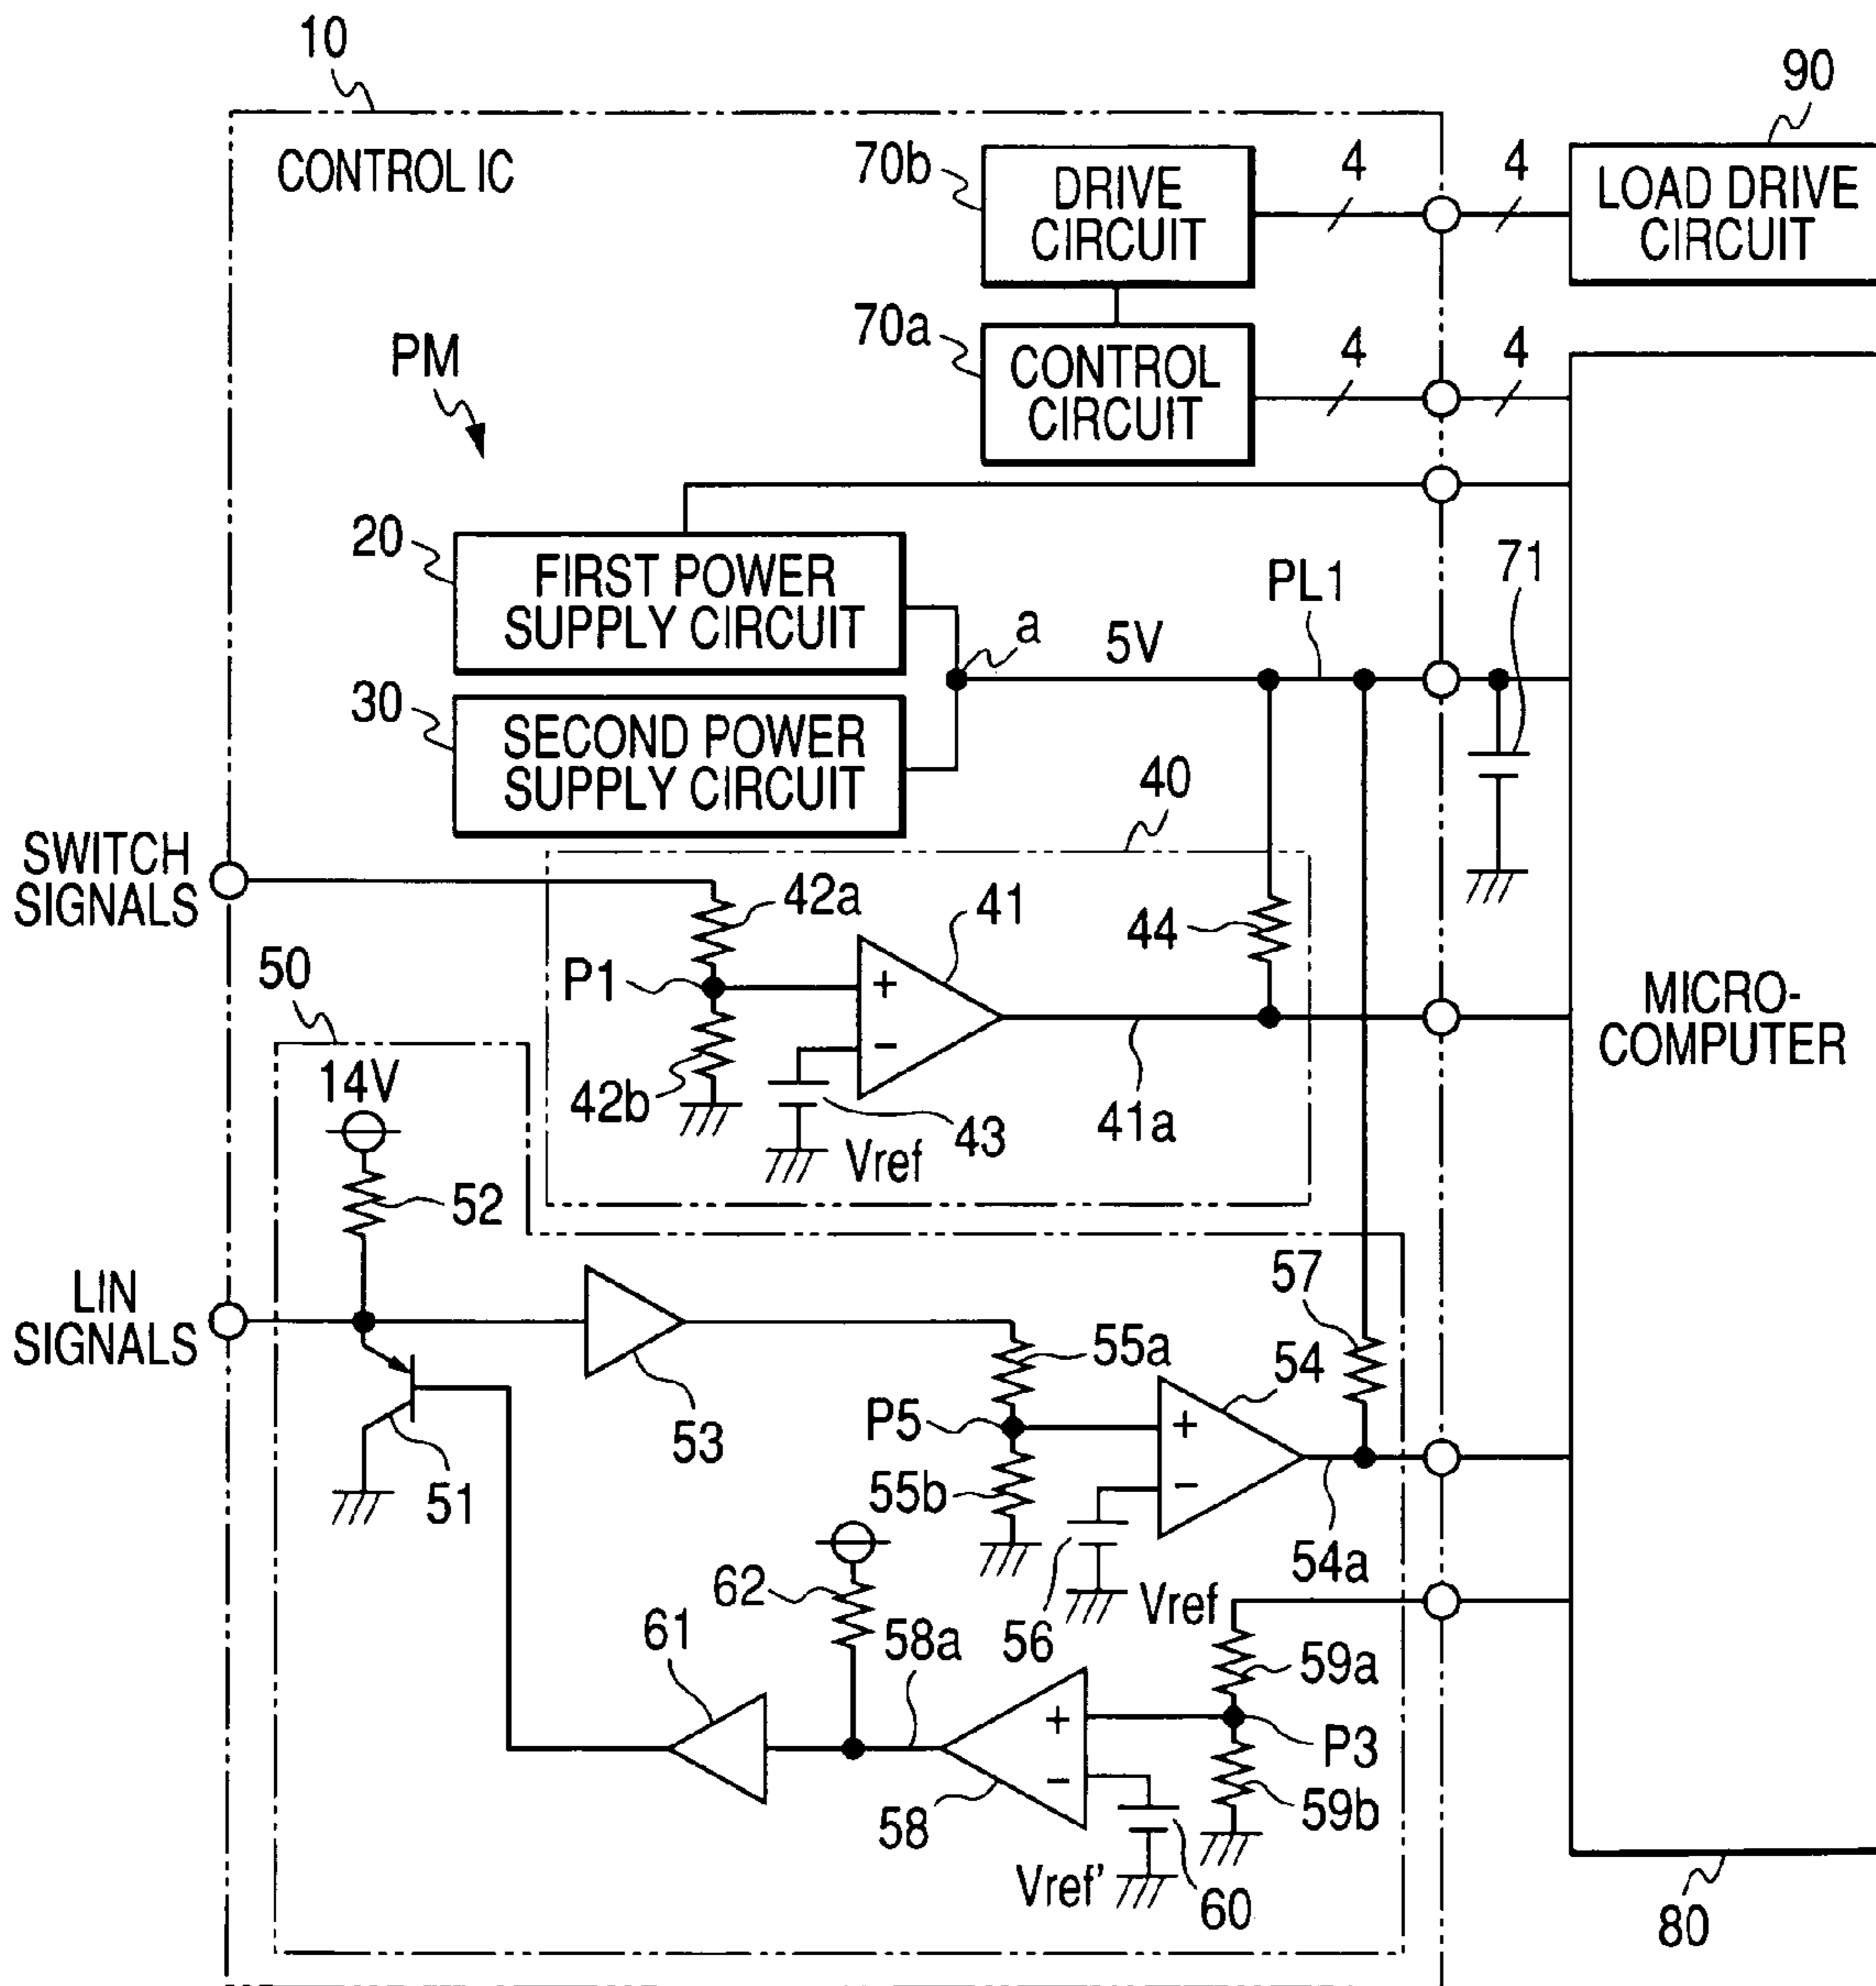 10
90
CONTROL IC
70b
DRIVE
CIRCUIT
4
4
LOAD DRIVE
CIRCUIT
70a
CONTROL
CIRCUIT
4
4
PM
20
FIRST POWER
SUPPLY CIRCUIT
a
5V
PL1
71
30
SECOND POWER
SUPPLY CIRCUIT
40
SWITCH
SIGNALS
42a
41
44
P1
+
-
42b
43
Vref
41a
MICRO-
COMPUTER
50
14V
52
LIN
SIGNALS
53
51
55a
54
57
P5
+
-
55b
56
Vref
54a
62
61
58a
59a
+
-
P3
58
59b
Vref'
60
80